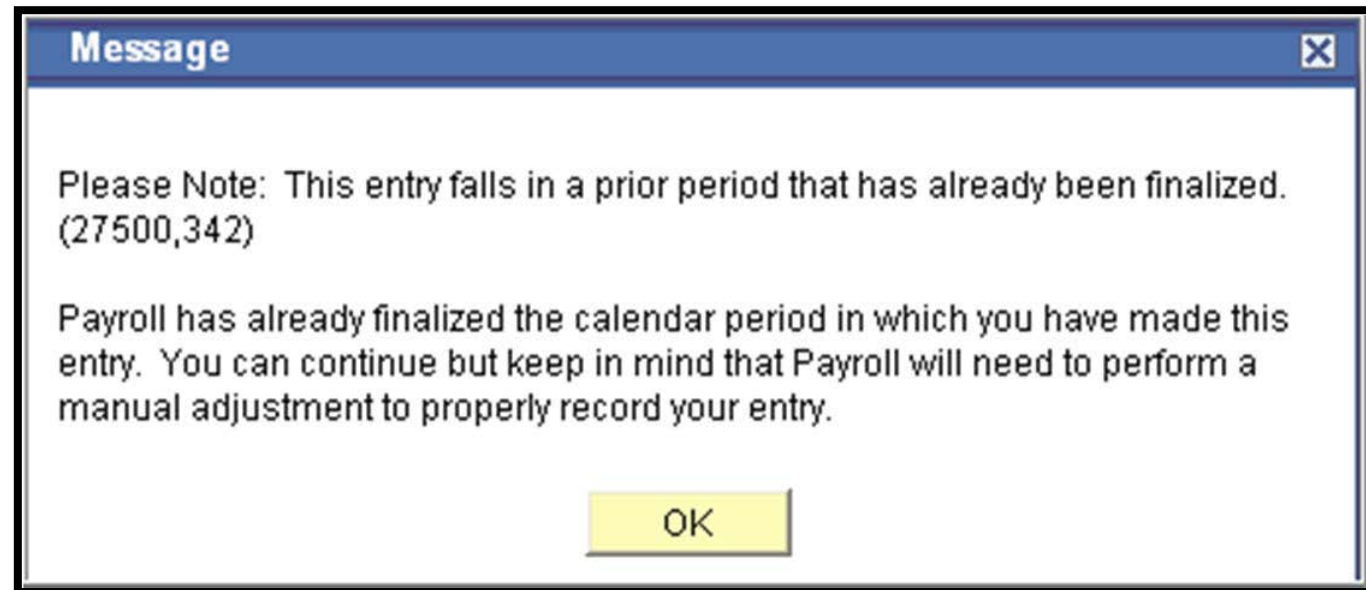 Message
Please Note:  This entry falls in a prior period that has already been finalized.
(27500,342)
Payroll has already finalized the calendar period in which you have made this
entry.  You can continue but keep in mind that Payroll will need to perform a
manual adjustment to properly record your entry.
OK